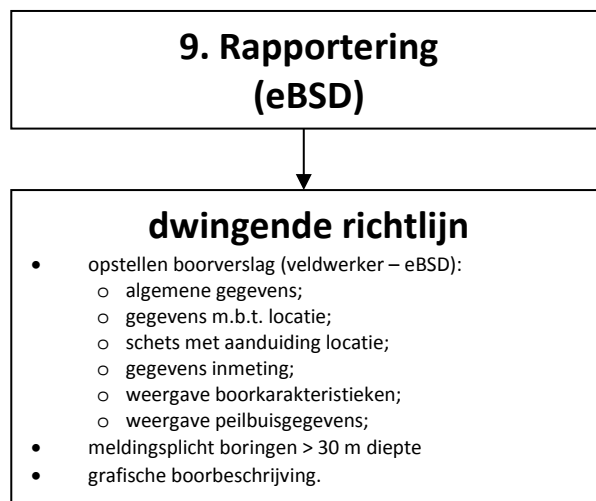 9. Rapportering
(eBSD)
dwingende richtlijn
• opstellen boorverslag (veldwerker – eBSD):
o algemene gegevens;
o gegevens m.b.t. locatie;
o schets met aanduiding locatie;
o gegevens inmeting;
o weergave boorkarakteristieken;
o weergave peilbuisgegevens;
• meldingsplicht boringen > 30 m diepte
• grafische boorbeschrijving.